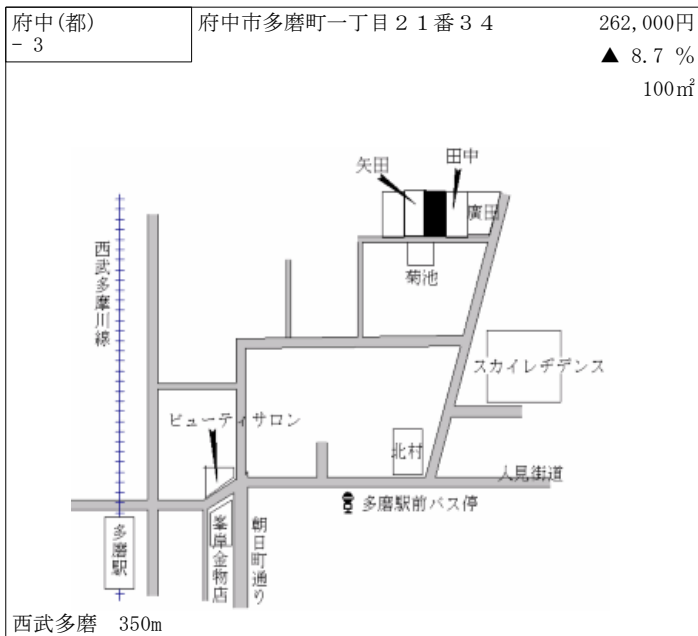 府中(都)
- 3
府中市多磨町一丁目２１番３４
262,000円
▲ 8.7 %
100㎡
田中
矢田
廣田
菊池
西武多摩川線
スカイレヂデンス
ビューティサロン
北村
人見街道
多磨駅前バス停
多磨駅
峯岸金物店
朝日町通り
西武多磨　350m